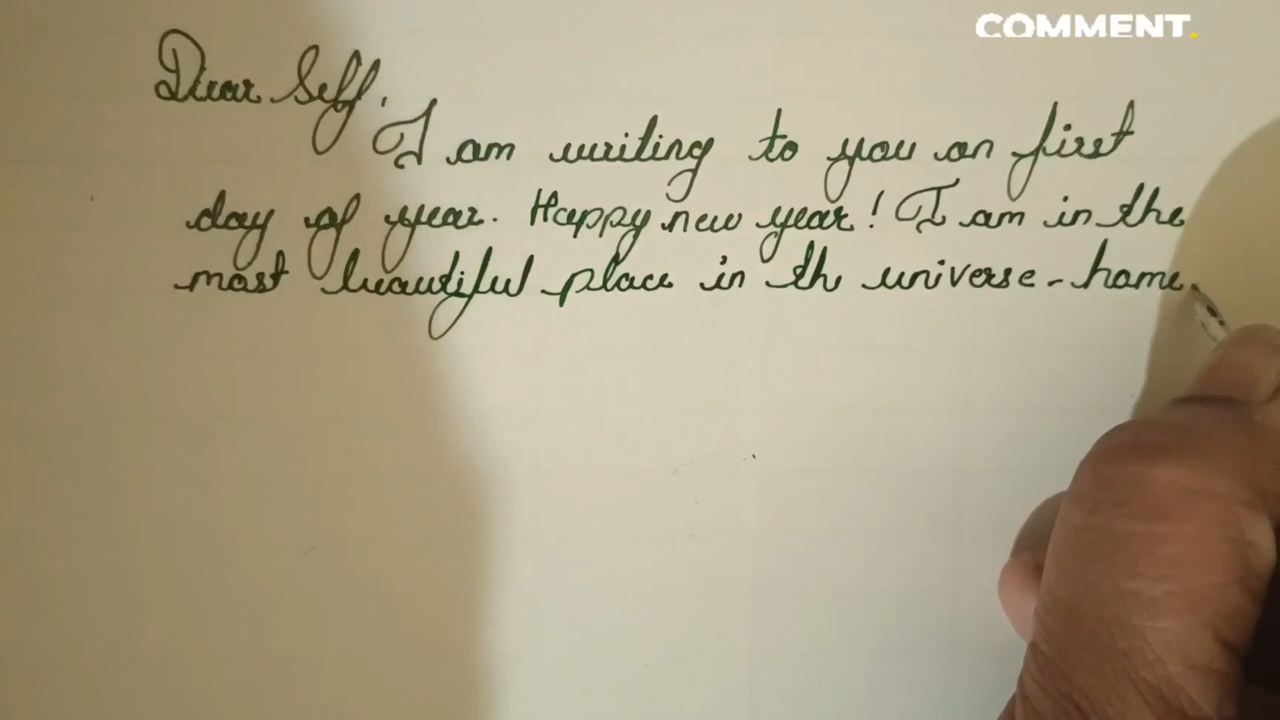 COMMENT.
Dear Self,
I am writing to you on first
day of year. Happy new year! I am in the
most beautiful place in the universe - home.